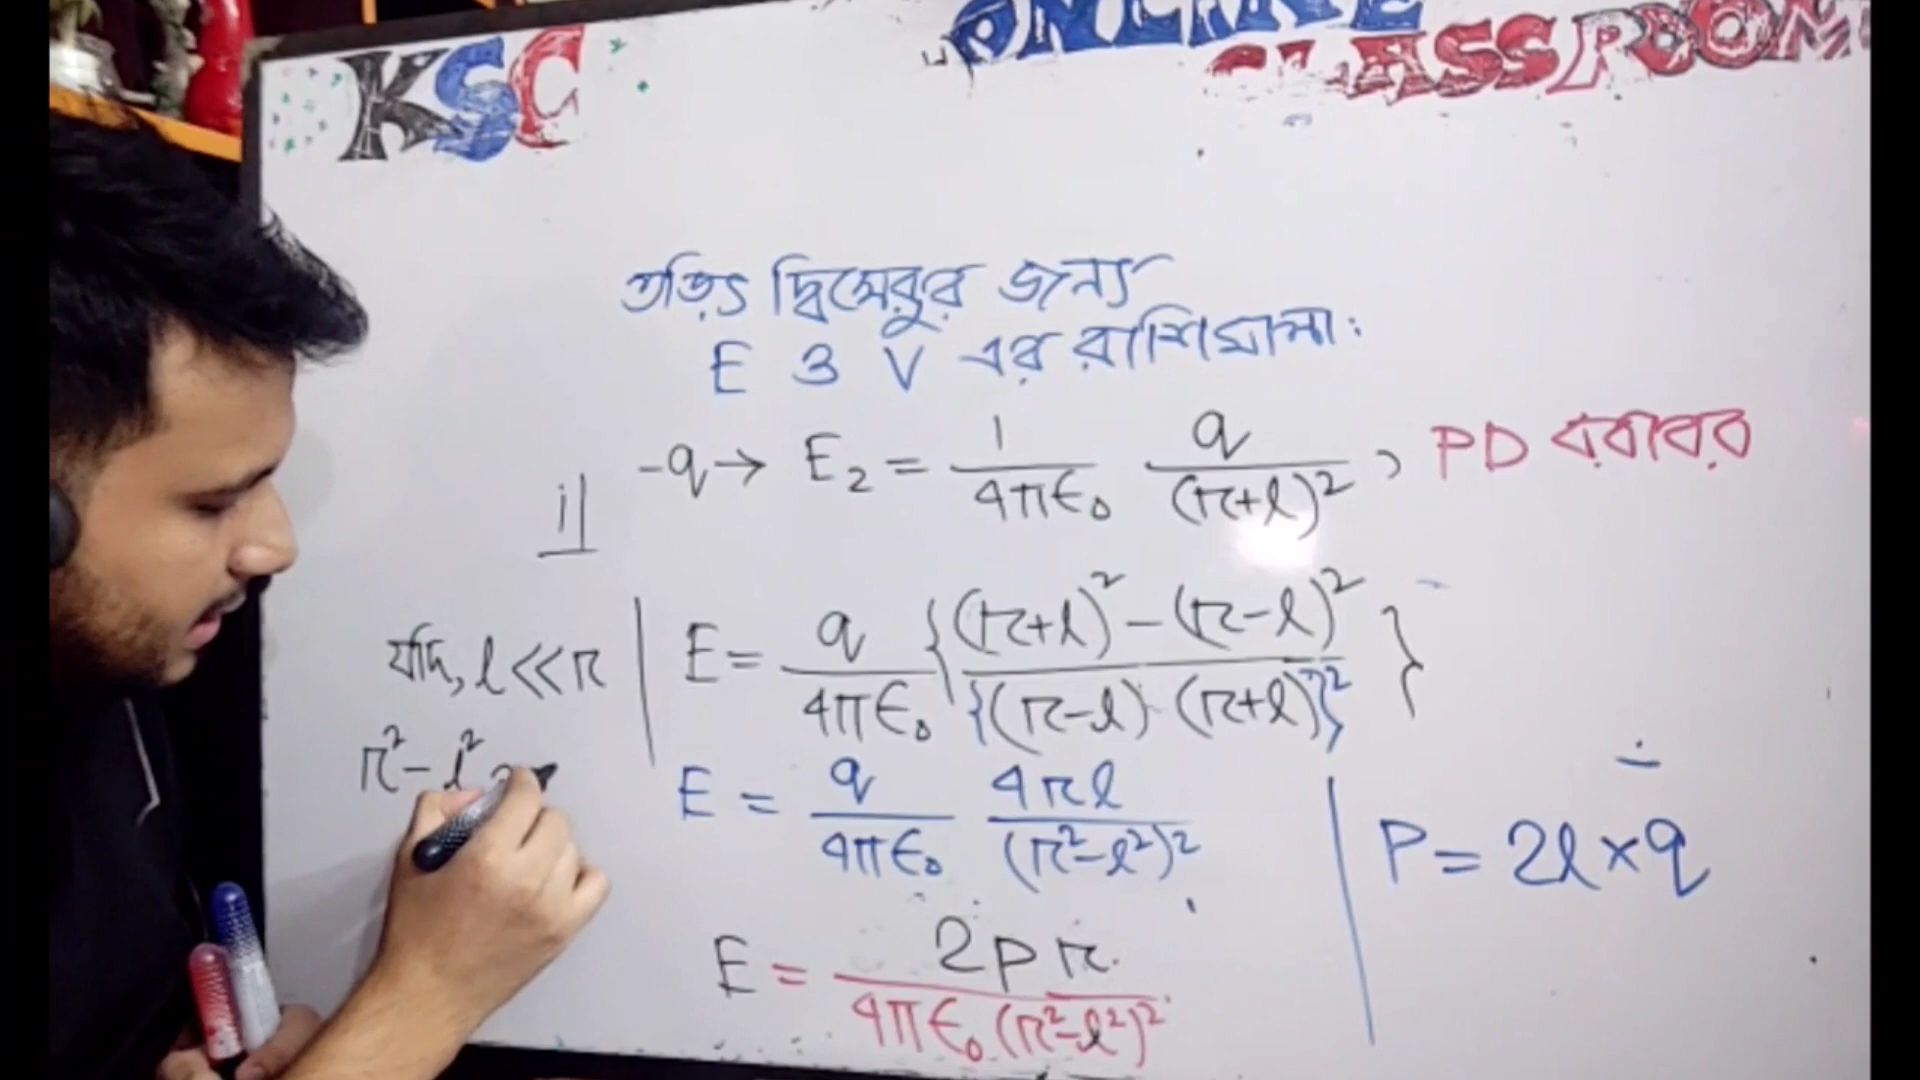 KSC
ONLINE
CLASSROOM
তড়িৎ দ্বিমেরুর জন্য
E ও V এর রাশিমালা:
ii
-q → E₂ = 1/4πϵ₀ q/(r+l)², PD বরাবর
যদি, l<<r
E = q/4πϵ₀ {(r+l)² - (r-l)²/{(r-l)·(r+l)}²}
r² - l²
E = q/4πϵ₀ 4rl/(r²-l²)²
P = 2l×q
E = 2pr/4πϵ₀(r²-l²)²